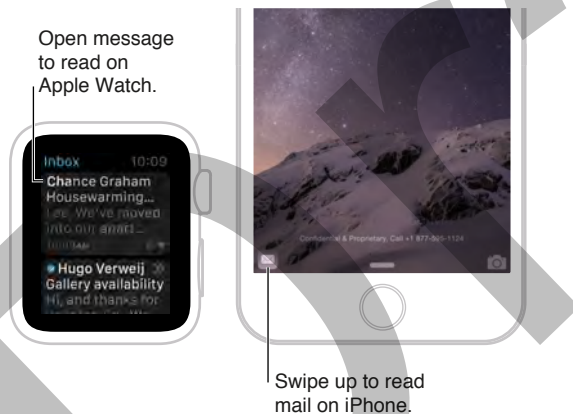 Open message
to read on
Apple Watch.
Inbox 10:09
Chance Graham
Housewarming...
We've moved
into our apart...
Hugo Verweij
Gallery availability
Hi, and thanks for
Confidential & Proprietary, Call +1 877-595-1124
Swipe up to read
mail on iPhone.